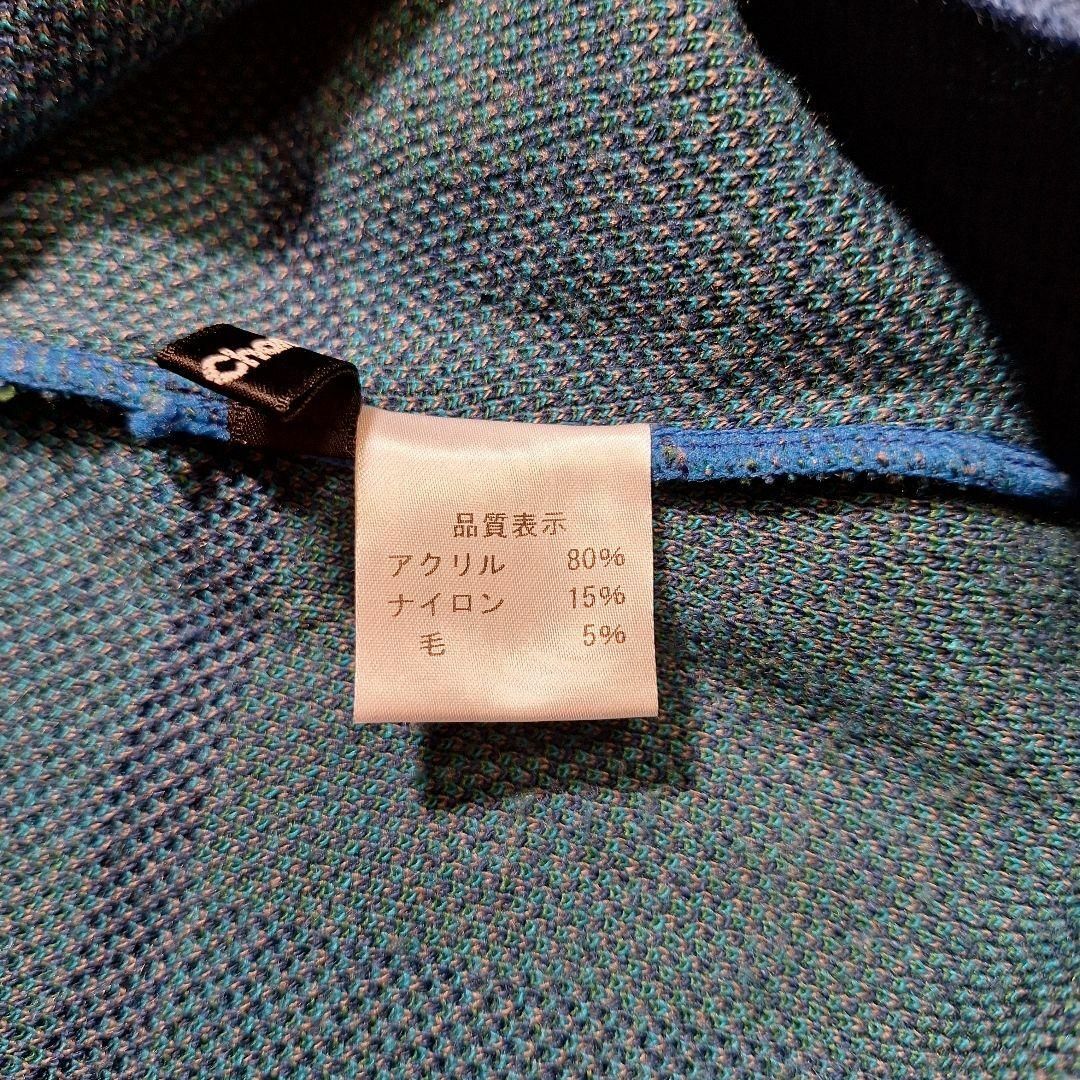 品質表示
アクリル 80%
ナイロン 15%
毛 5%